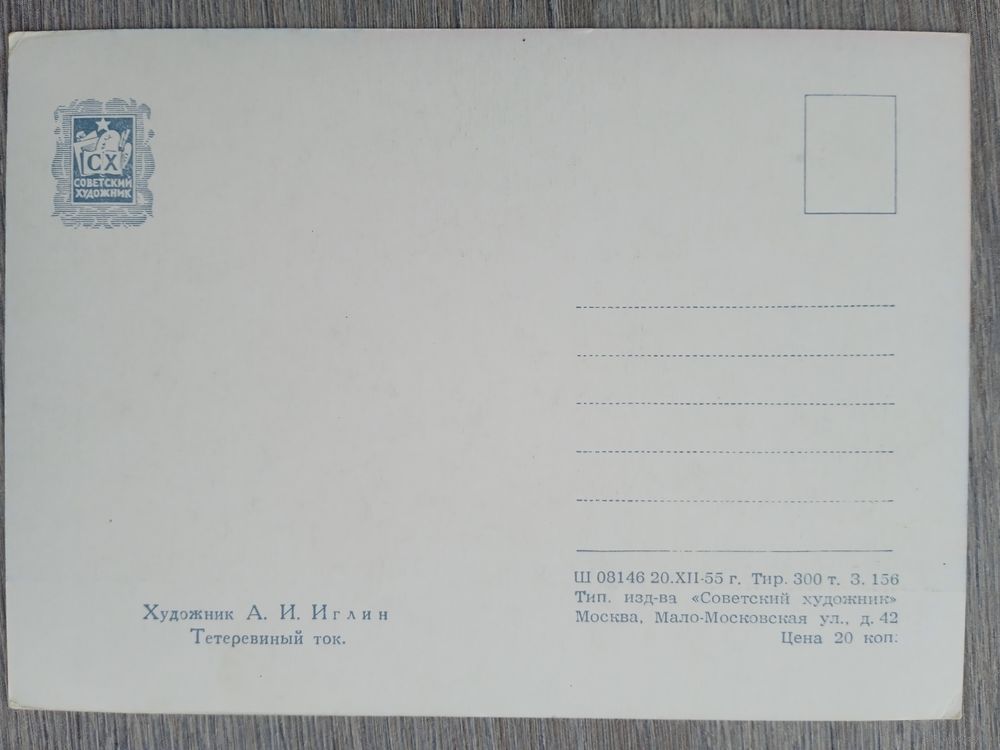 СХ
СОВЕТСКИЙ
ХУДОЖНИК
Художник А. И. Иглин
Тетеревиный ток.
Ш 08146 20.XII-55 г. Тир. 300 т. З. 156
Тип. изд-ва «Советский художник»
Москва, Мало-Московская ул., д. 42
Цена 20 коп.